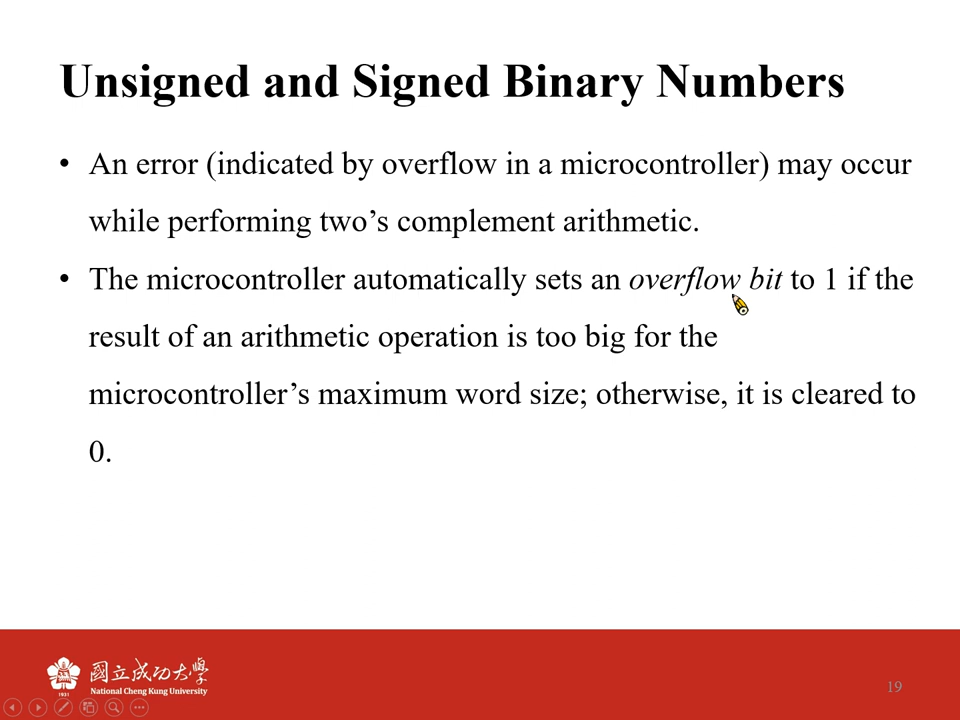 Unsigned and Signed Binary Numbers
• An error (indicated by overflow in a microcontroller) may occur
while performing two’s complement arithmetic.
• The microcontroller automatically sets an overflow bit to 1 if the
result of an arithmetic operation is too big for the
microcontroller’s maximum word size; otherwise, it is cleared to
0.
國立成功大學
National Cheng Kung University
1931
19